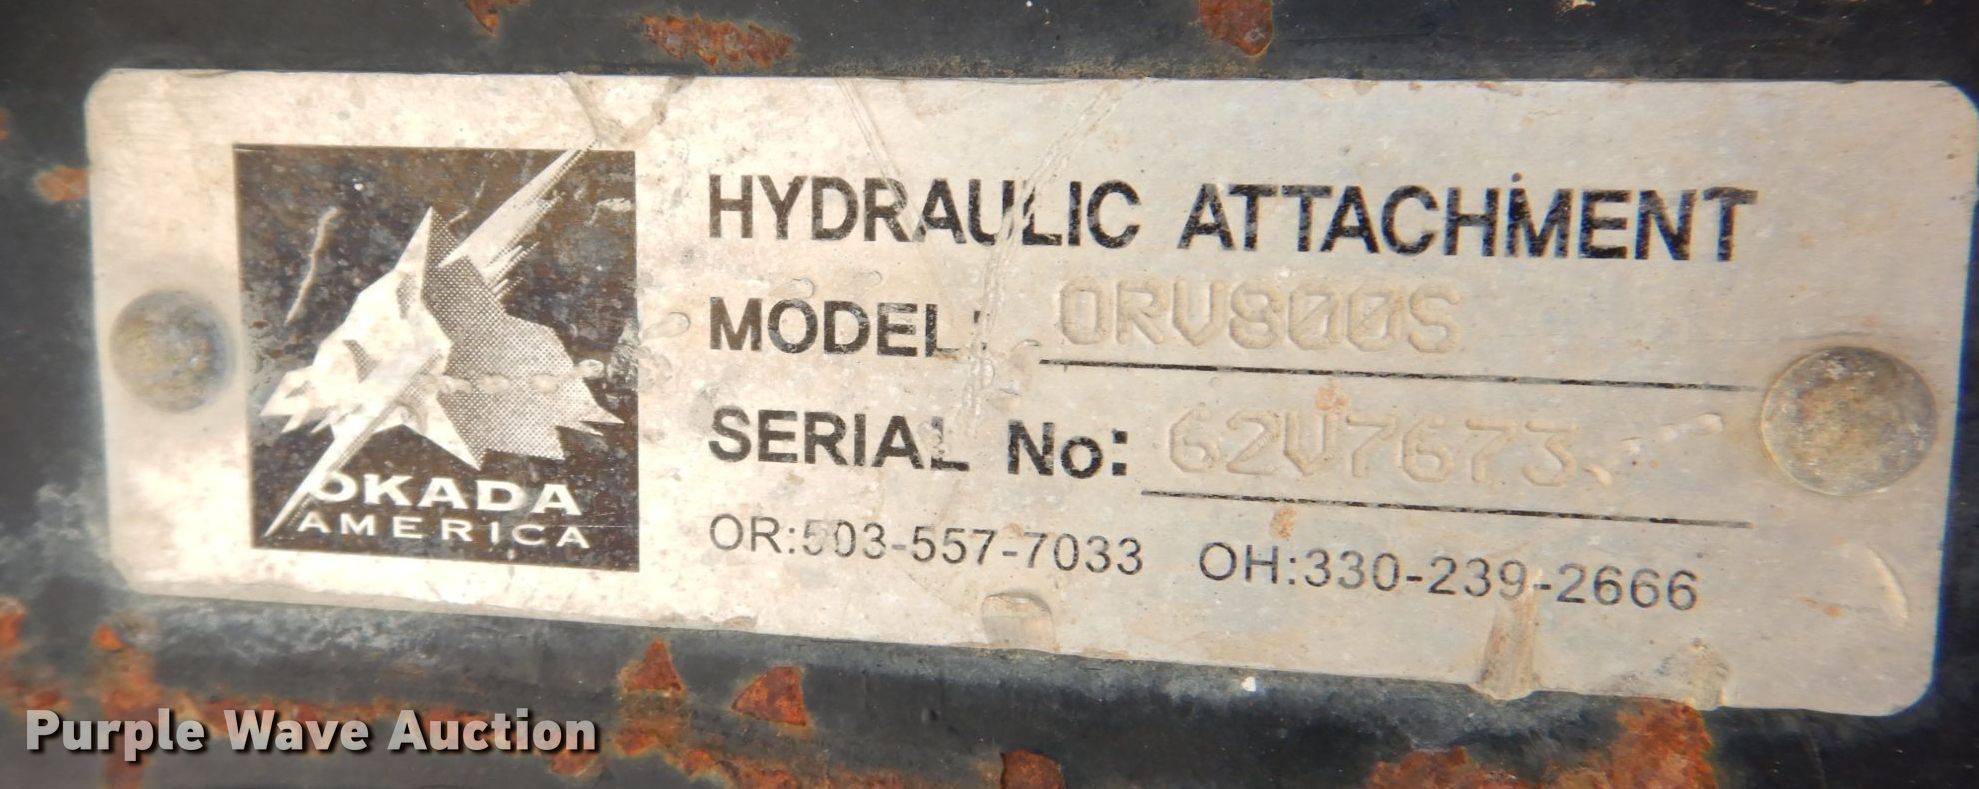 HYDRAULIC ATTACHMENT
MODEL: ORV800S
SERIAL No: 62V7673
OR:503-557-7033 OH:330-239-2666
OKADA
AMERICA
Purple Wave Auction